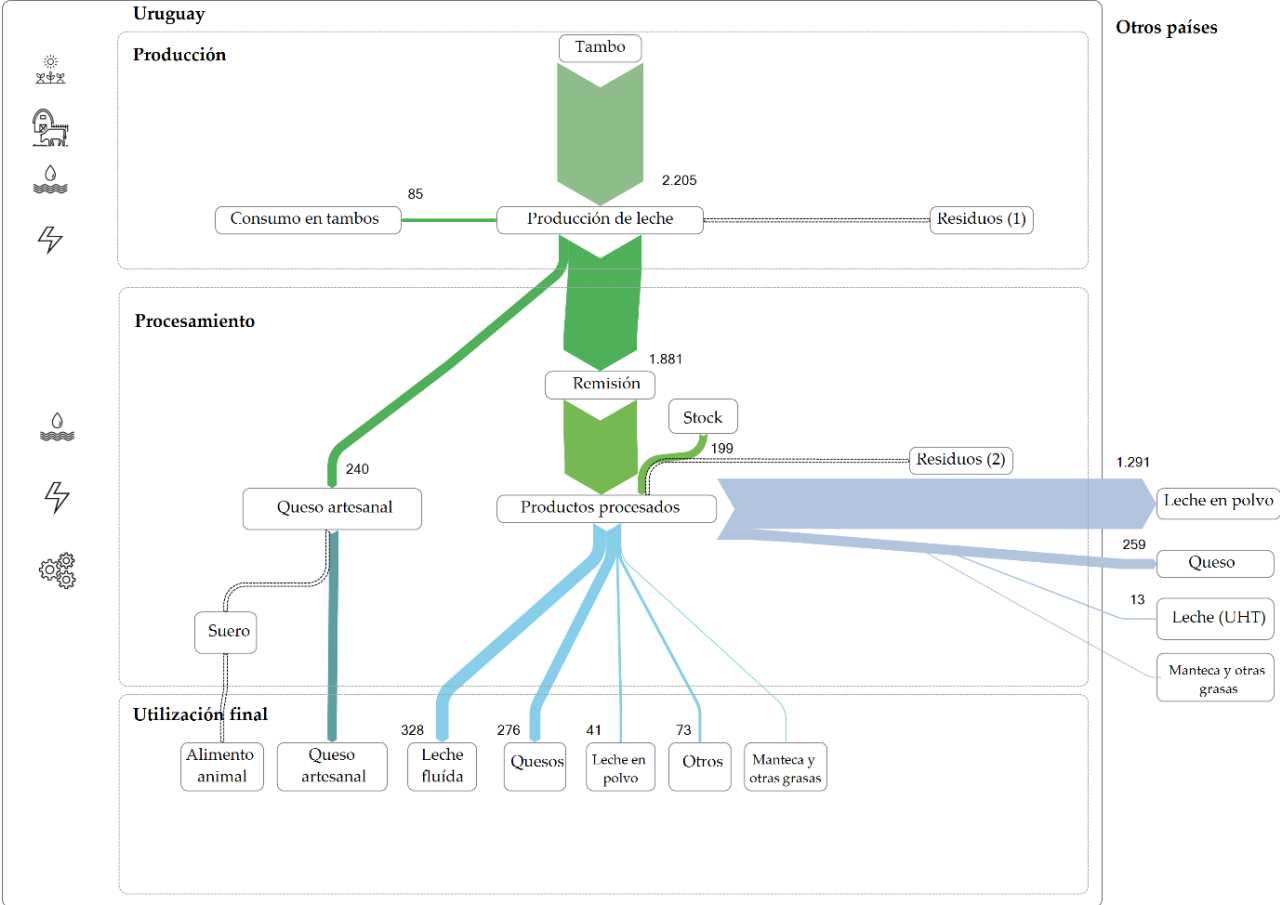 Uruguay
Otros países
Producción
Tambo
2.205
85
Consumo en tambos
Producción de leche
Residuos (1)
Procesamiento
1.881
Remisión
Stock
199
Residuos (2)
240
Queso artesanal
Productos procesados
1.291
Leche en polvo
259
Queso
13
Leche (UHT)
Manteca y otras
grasas
Suero
Utilización final
328
276
41
73
Alimento
animal
Queso
artesanal
Leche
fluída
Quesos
Leche en
polvo
Otros
Manteca y
otras grasas